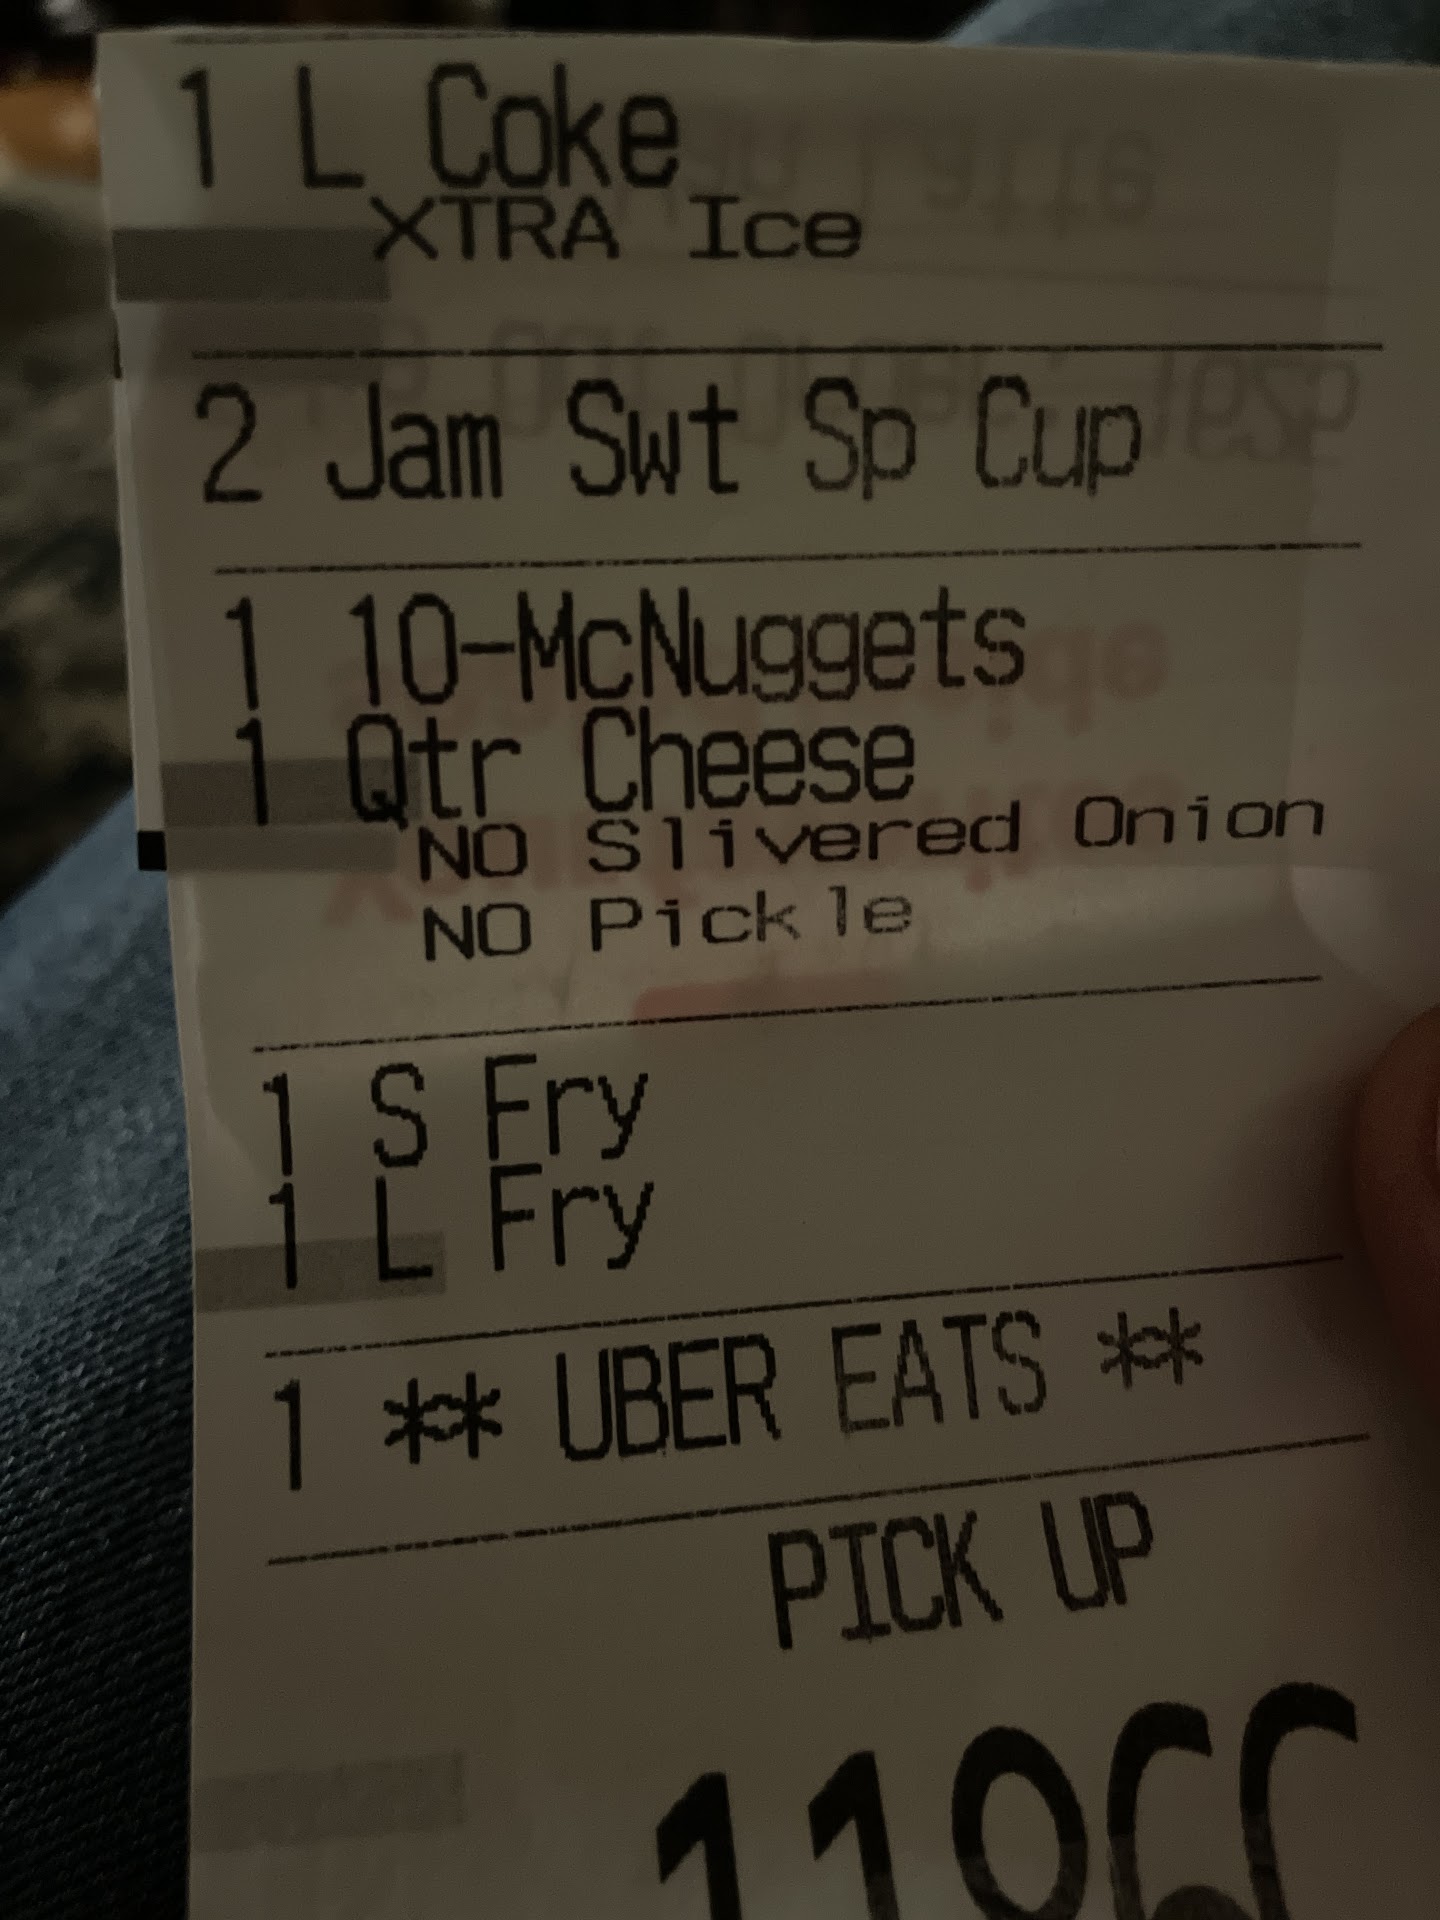 1 L Coke
XTRA Ice
2 Jam Swt Sp Cup
1 10-McNuggets
1 Qtr Cheese
NO Slivered Onion
NO Pickle
1 S Fry
1 L Fry
1 ** UBER EATS **
PICK UP